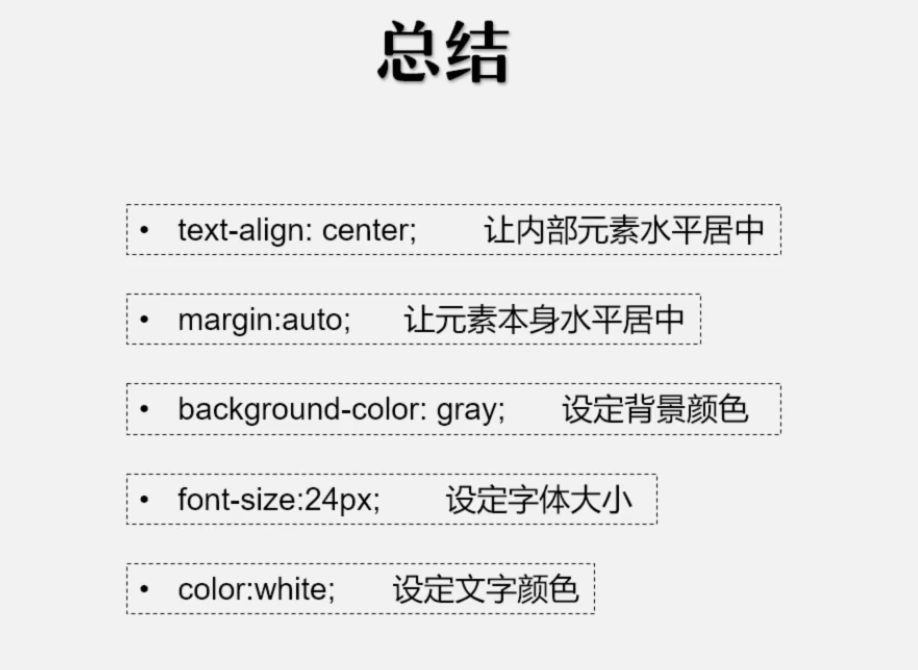 总结
• text-align: center; 让内部元素水平居中
• margin:auto; 让元素本身水平居中
• background-color: gray; 设定背景颜色
• font-size:24px; 设定字体大小
• color:white; 设定文字颜色